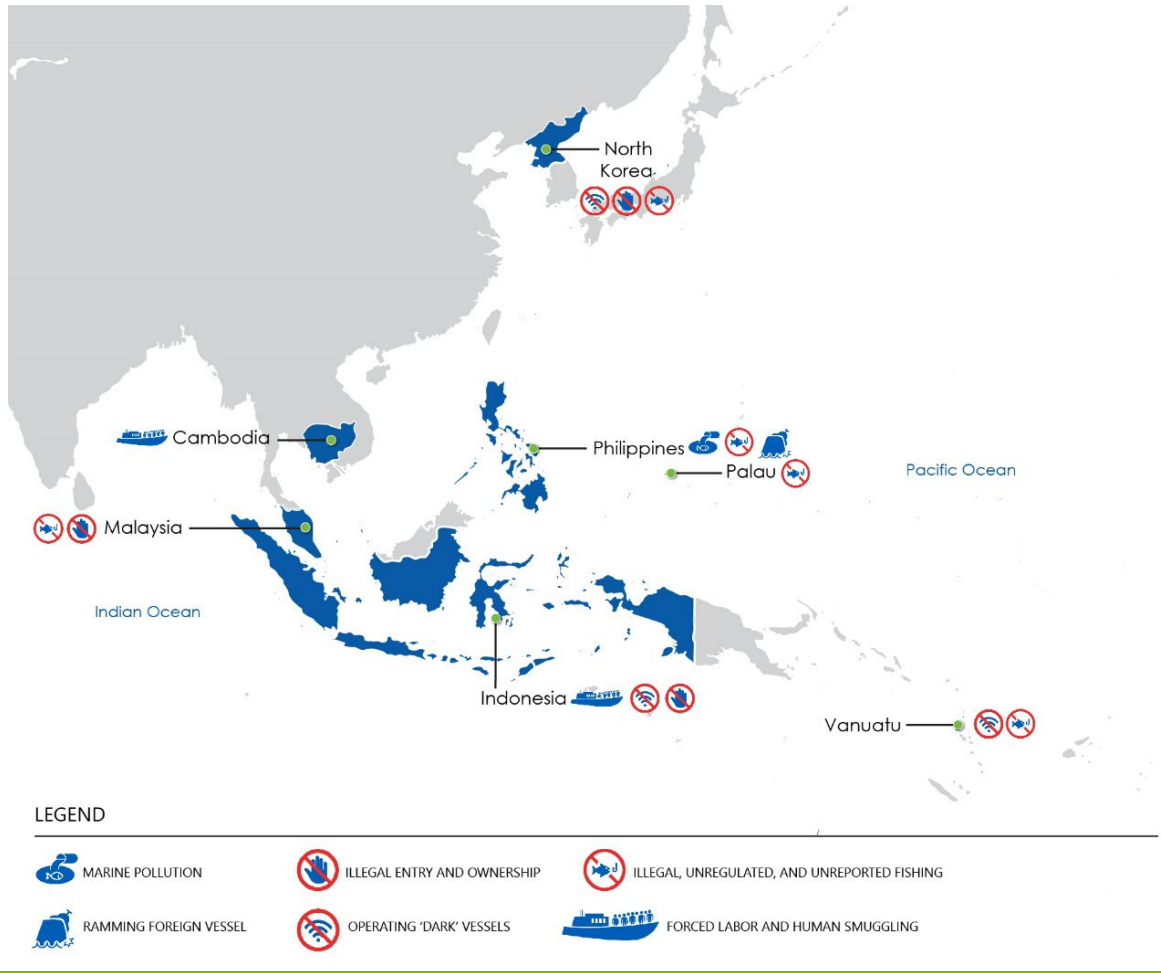 North
Korea
Cambodia
Philippines
Palau
Pacific Ocean
Malaysia
Indian Ocean
Indonesia
Vanuatu
LEGEND
MARINE POLLUTION
ILLEGAL ENTRY AND OWNERSHIP
ILLEGAL, UNREGULATED, AND UNREPORTED FISHING
RAMMING FOREIGN VESSEL
OPERATING 'DARK' VESSELS
FORCED LABOR AND HUMAN SMUGGLING